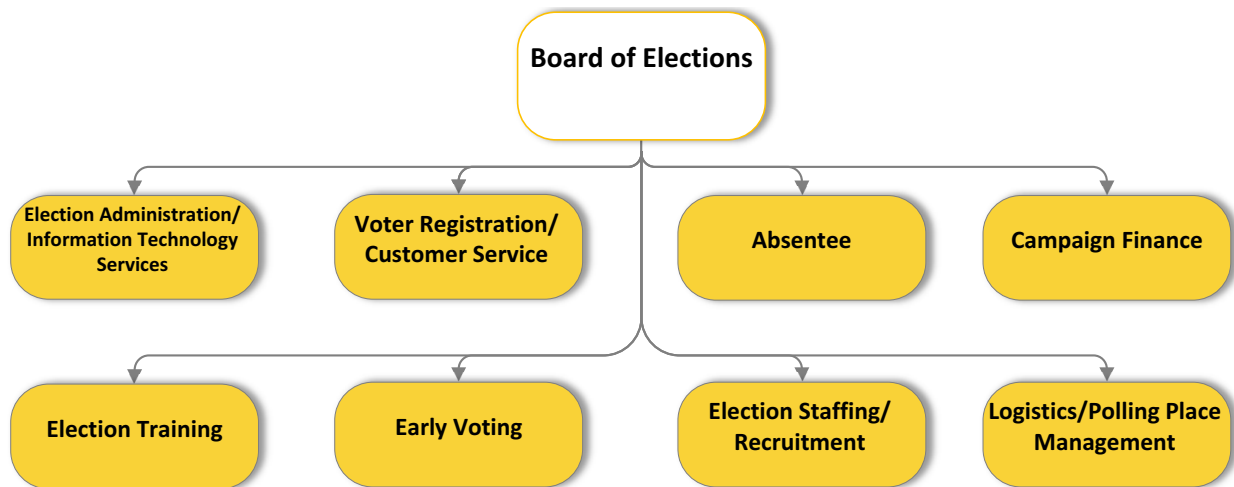 Board of Elections
Election Administration/
Information Technology
Services
Voter Registration/
Customer Service
Absentee
Campaign Finance
Election Training
Early Voting
Election Staffing/
Recruitment
Logistics/Polling Place
Management